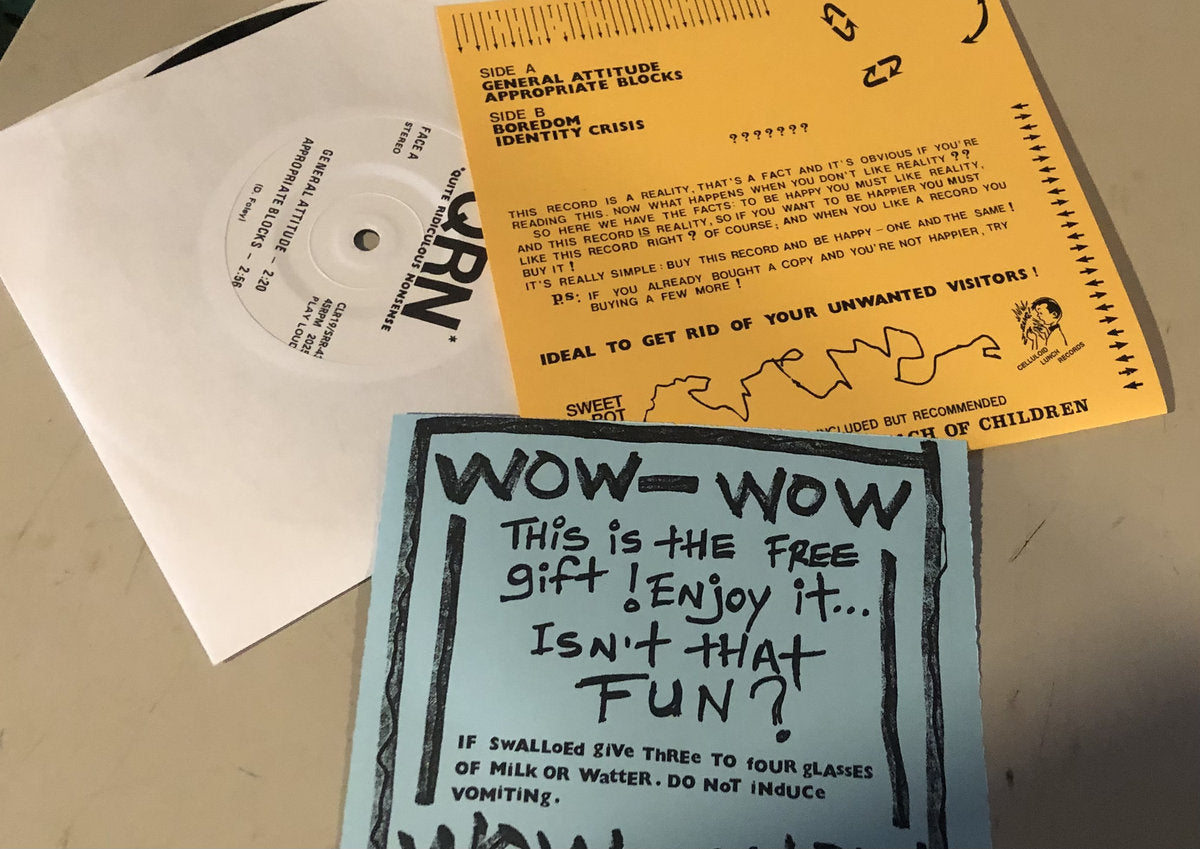 FACE A
STEREO
QRN*
*QUITE RIDICULOUS NONSENSE
GENERAL ATTITUDE – 2:20
APPROPRIATE BLOCKS – 2:56
(D. Foley)
45RPM
PLAY LOUD
SIDE A
GENERAL ATTITUDE
APPROPRIATE BLOCKS
SIDE B
BOREDOM
IDENTITY CRISIS
???????
THIS RECORD IS A REALITY, THAT'S A FACT AND IT'S OBVIOUS IF YOU'RE
READING THIS. NOW WHAT HAPPENS WHEN YOU DON'T LIKE REALITY ??
SO HERE WE HAVE THE FACTS: TO BE HAPPY YOU MUST LIKE REALITY,
AND THIS RECORD IS REALITY, SO IF YOU WANT TO BE HAPPIER YOU MUST
LIKE THIS RECORD RIGHT ? OF COURSE; AND WHEN YOU LIKE A RECORD YOU
BUY IT !
IT'S REALLY SIMPLE : BUY THIS RECORD AND BE HAPPY – ONE AND THE SAME !
ps: IF YOU ALREADY BOUGHT A COPY AND YOU'RE NOT HAPPIER, TRY
BUYING A FEW MORE !
IDEAL TO GET RID OF YOUR UNWANTED VISITORS !
CELLULOID
LUNCH
RECORDS
SWEET
ROT
INCLUDED BUT RECOMMENDED
OF CHILDREN
WOW–WOW
THiS iS tHE FREE
gift ! ENjoy it...
ISN't tHAt
FUN?
IF SwALLoEd giVe ThREe TO foUR gLAssES
OF MiLk OR WattER. DO NoT iNdUCe
VOMiTiNg.
WOW